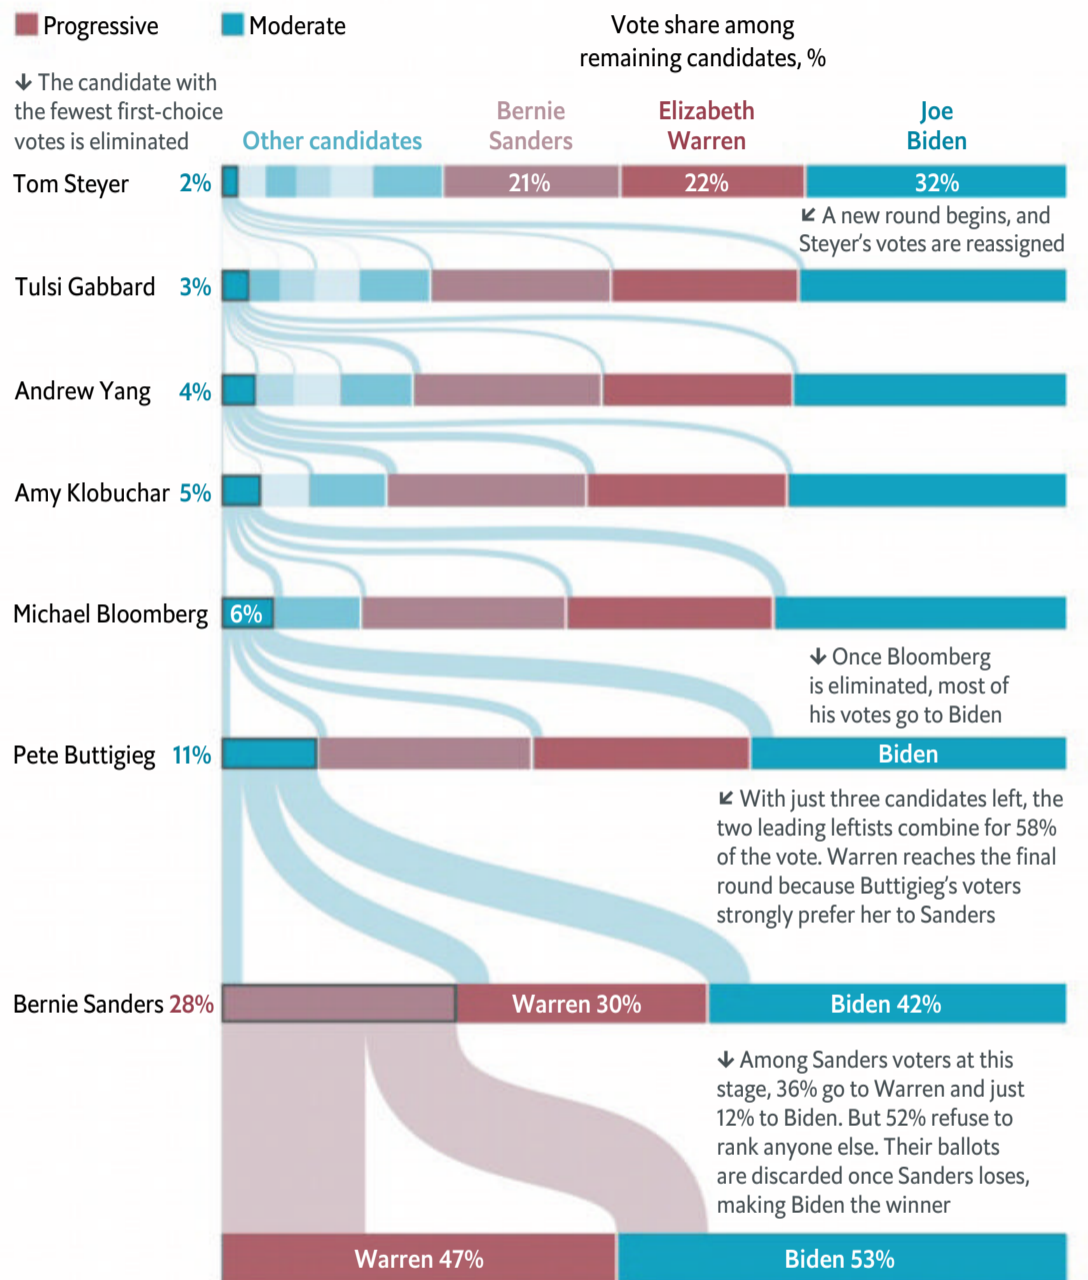 Progressive
Moderate
Vote share among
remaining candidates, %
↓ The candidate with
the fewest first-choice
votes is eliminated
Other candidates
Bernie
Sanders
Elizabeth
Warren
Joe
Biden
Tom Steyer 2%
21%
22%
32%
↙ A new round begins, and
Steyer's votes are reassigned
Tulsi Gabbard 3%
Andrew Yang 4%
Amy Klobuchar 5%
Michael Bloomberg 6%
↓ Once Bloomberg
is eliminated, most of
his votes go to Biden
Pete Buttigieg 11%
Biden
↙ With just three candidates left, the
two leading leftists combine for 58%
of the vote. Warren reaches the final
round because Buttigieg's voters
strongly prefer her to Sanders
Bernie Sanders 28%
Warren 30%
Biden 42%
↓ Among Sanders voters at this
stage, 36% go to Warren and just
12% to Biden. But 52% refuse to
rank anyone else. Their ballots
are discarded once Sanders loses,
making Biden the winner
Warren 47%
Biden 53%